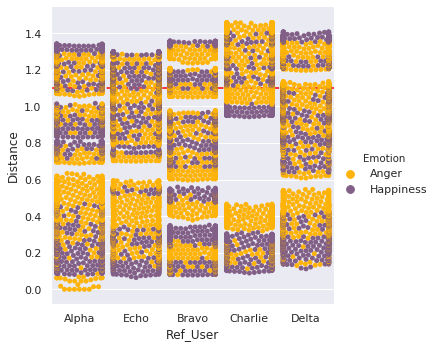 1.4
1.2
1.0
0.8
0.6
0.4
0.2
0.0
Distance
Alpha Echo Bravo Charlie Delta
Ref_User
Emotion
Anger
Happiness